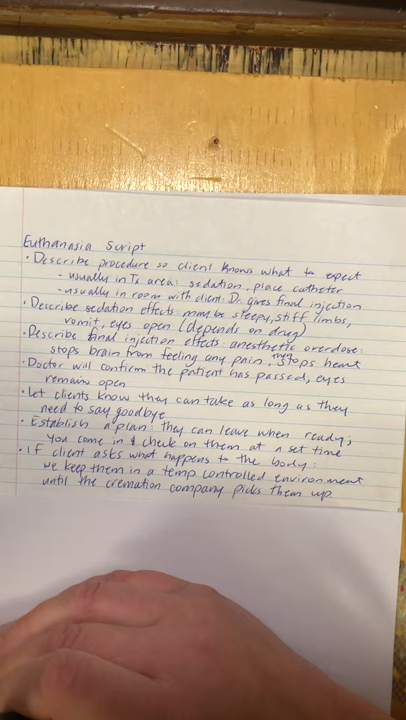 Euthanasia Script
• Describe procedure so client knows what to expect
- usually in Tx area: sedation, place catheter
- usually in room with client: Dr. gives final injection
• Describe sedation effects: may be sleepy, stiff limbs,
vomit, eyes open (depends on drug)
• Describe final injection effects: anesthetic overdose:
stops brain from feeling any pain, then stops heart
• Doctor will confirm the patient has passed, eyes
remain open
• Let clients know they can take as long as they
need to say goodbye
• Establish a plan: they can leave when ready,
you come in & check on them at a set time
• If client asks what happens to the body:
we keep them in a temp controlled environment
until the cremation company picks them up